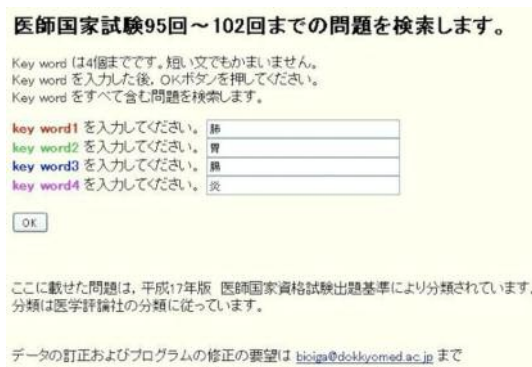 医師国家試験95回～102回までの問題を検索します。
Key word は4個までです。短い文でもかまいません。
Key word を入力した後，OKボタンを押してください。
Key word をすべて含む問題を検索します。
key word1 を入力してください。 肺
key word2 を入力してください。 胃
key word3 を入力してください。 腸
key word4 を入力してください。 炎
OK
ここに載せた問題は，平成17年版 医師国家資格試験出題基準により分類されています。
分類は医学評論社の分類に従っています。
データの訂正およびプログラムの修正の要望は bioiga@dokkyomed.ac.jp まで